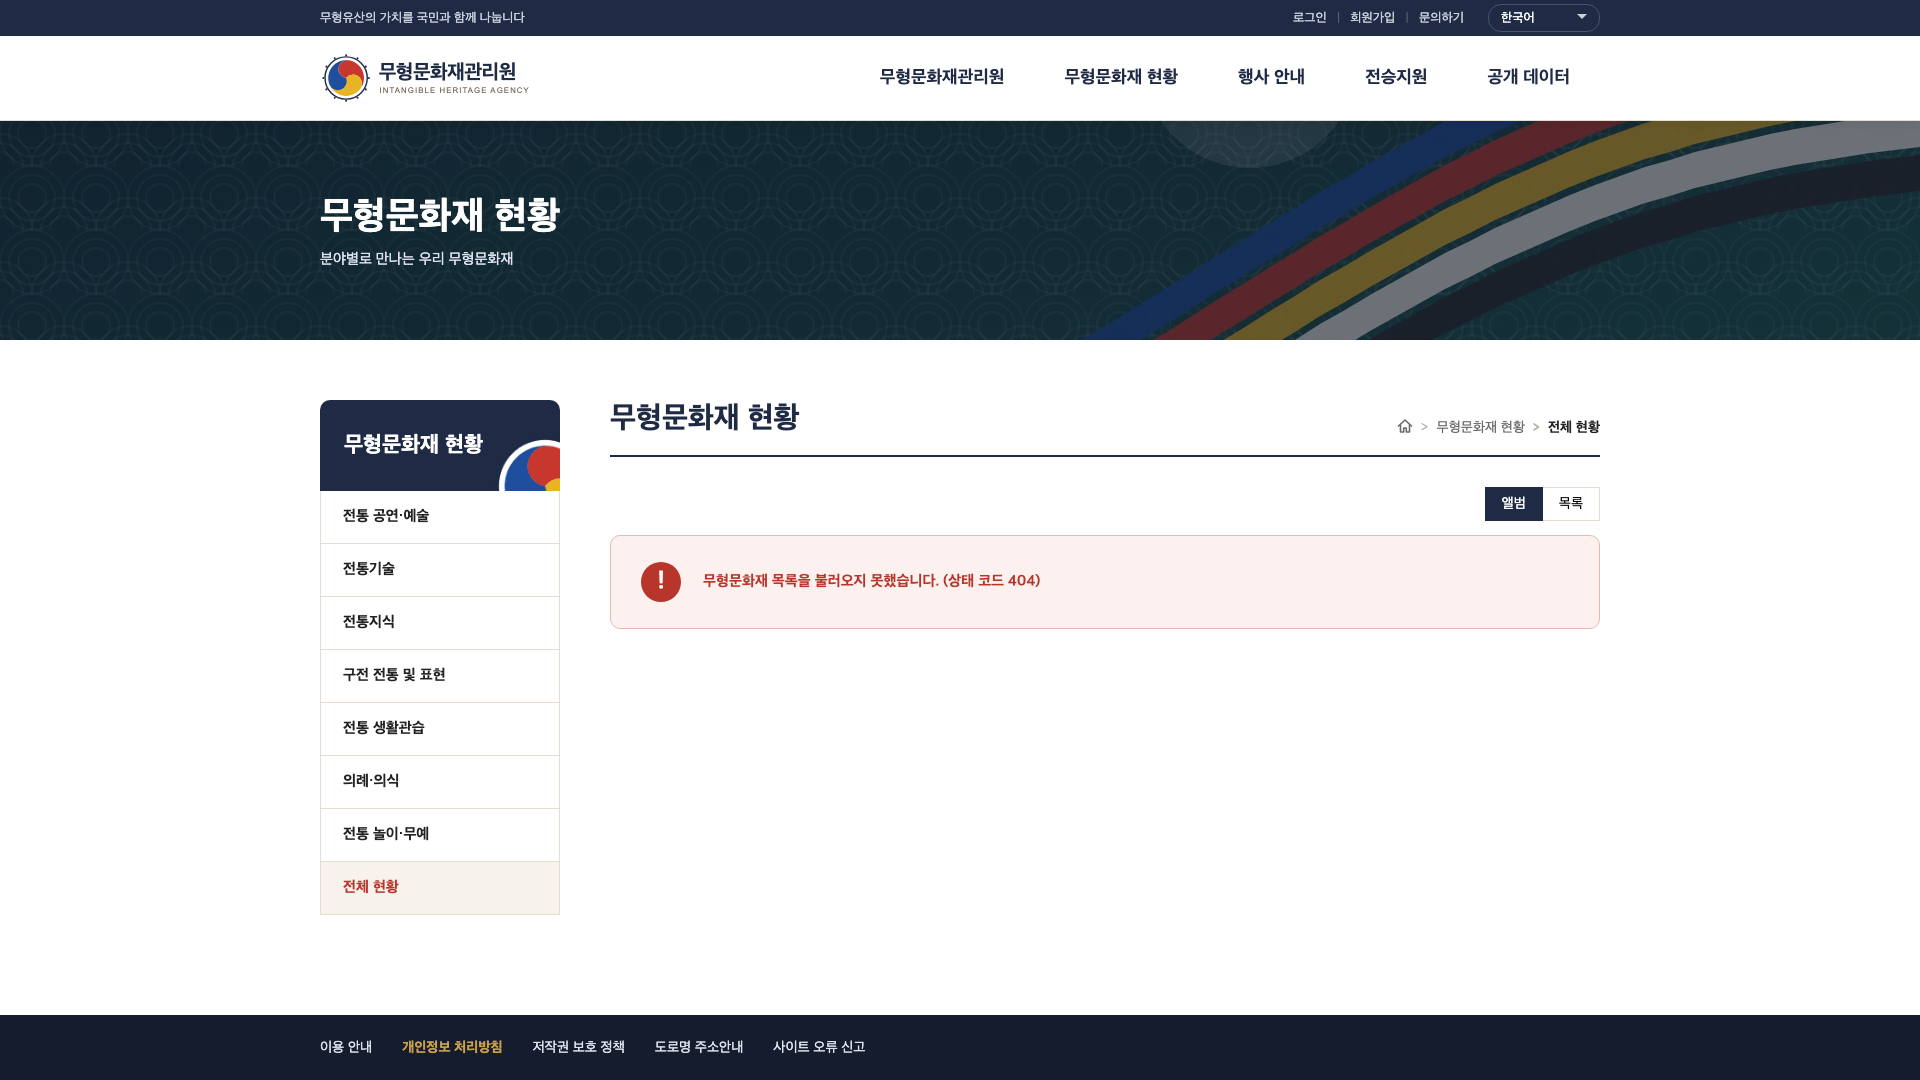 무형유산의 가치를 국민과 함께 나눕니다
로그인 | 회원가입 | 문의하기
한국어
무형문화재관리원
INTANGIBLE HERITAGE AGENCY
무형문화재관리원
무형문화재 현황
행사 안내
전승지원
공개 데이터
무형문화재 현황
분야별로 만나는 우리 무형문화재
무형문화재 현황
전통 공연·예술
전통기술
전통지식
구전 전통 및 표현
전통 생활관습
의례·의식
전통 놀이·무예
전체 현황
무형문화재 현황
> 무형문화재 현황 > 전체 현황
앨범
목록
! 무형문화재 목록을 불러오지 못했습니다. (상태 코드 404)
이용 안내
개인정보 처리방침
저작권 보호 정책
도로명 주소안내
사이트 오류 신고